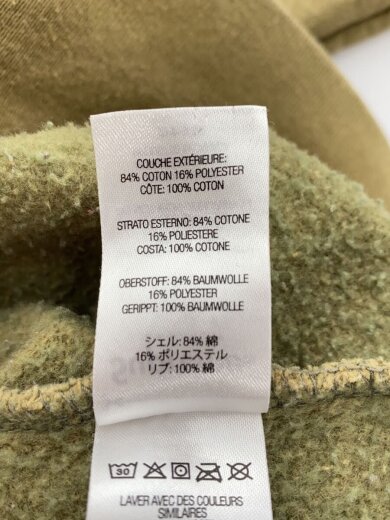 COUCHE EXTÉRIEURE:
84% COTON 16% POLYESTER
CÔTE: 100% COTON
STRATO ESTERNO: 84% COTONE
16% POLIESTERE
COSTA: 100% COTONE
OBERSTOFF: 84% BAUMWOLLE
16% POLYESTER
GERIPPT: 100% BAUMWOLLE
シェル: 84% 綿
16% ポリエステル
リブ: 100% 綿
30
LAVER AVEC DES COULEURS
SIMILAIRES